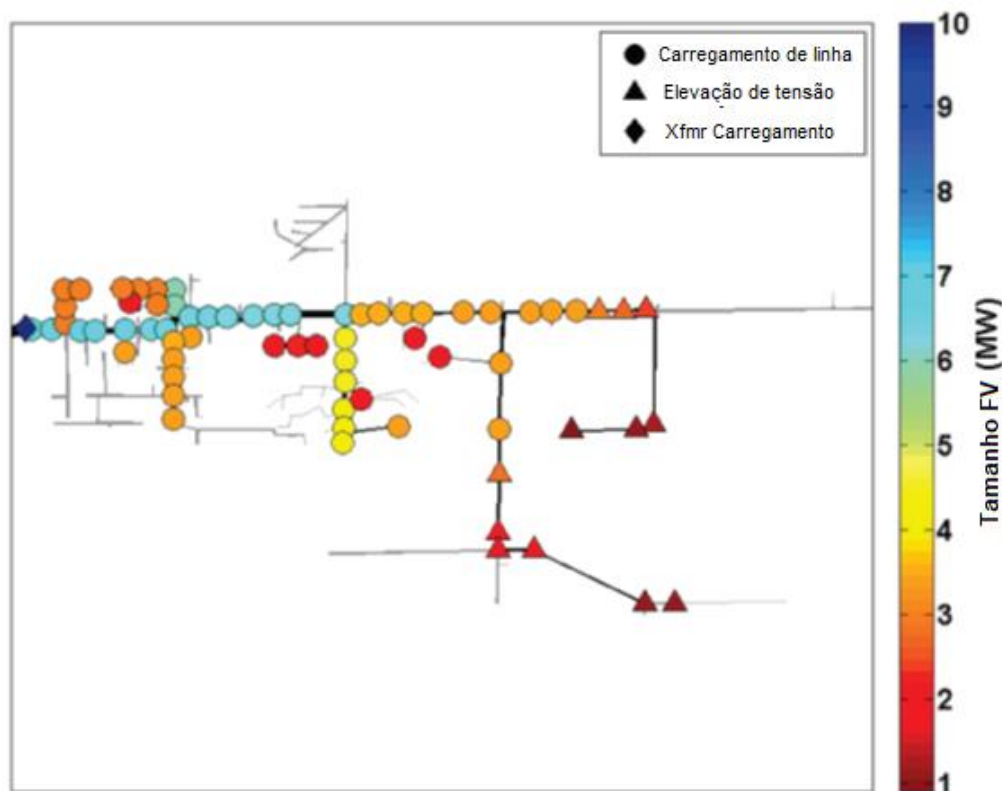 Carregamento de linha
Elevação de tensão
Xfmr Carregamento
10
9
8
7
6
5
4
3
2
1
Tamanho FV (MW)